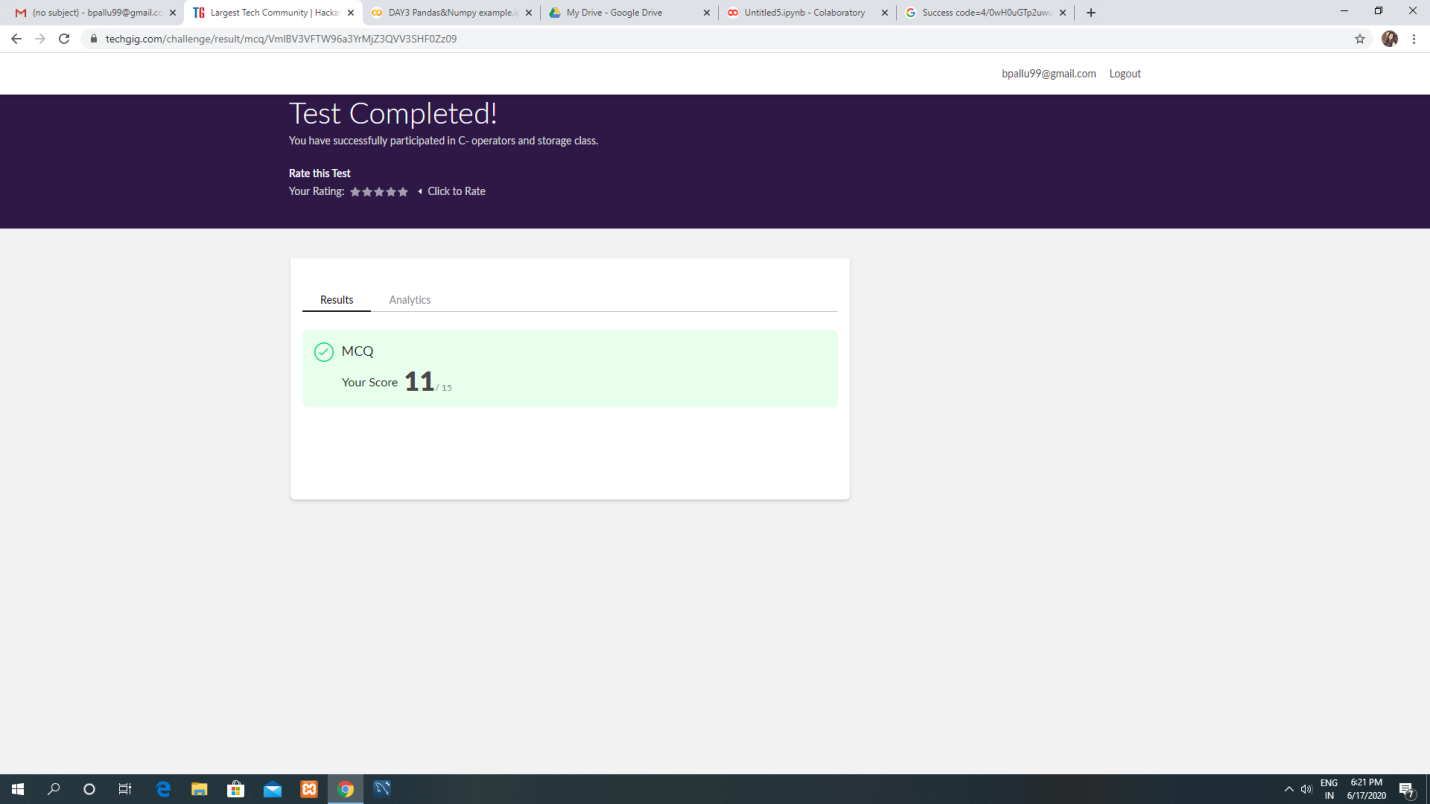 (no subject) - bpallu99@gmail.co
TG Largest Tech Community | Hacka
DAY3 Pandas&Numpy example.i
My Drive - Google Drive
Untitled5.ipynb - Colaboratory
Success code=4/0wH0uGTp2uw
techgig.com/challenge/result/mcq/VmlBV3VFTW96a3YrMjZ3QVV3SHF0Zz09
bpallu99@gmail.com Logout
Test Completed!
You have successfully participated in C- operators and storage class.
Rate this Test
Your Rating: Click to Rate
Results Analytics
MCQ
Your Score 11 / 15
ENG 6:21 PM
IN 6/17/2020
7